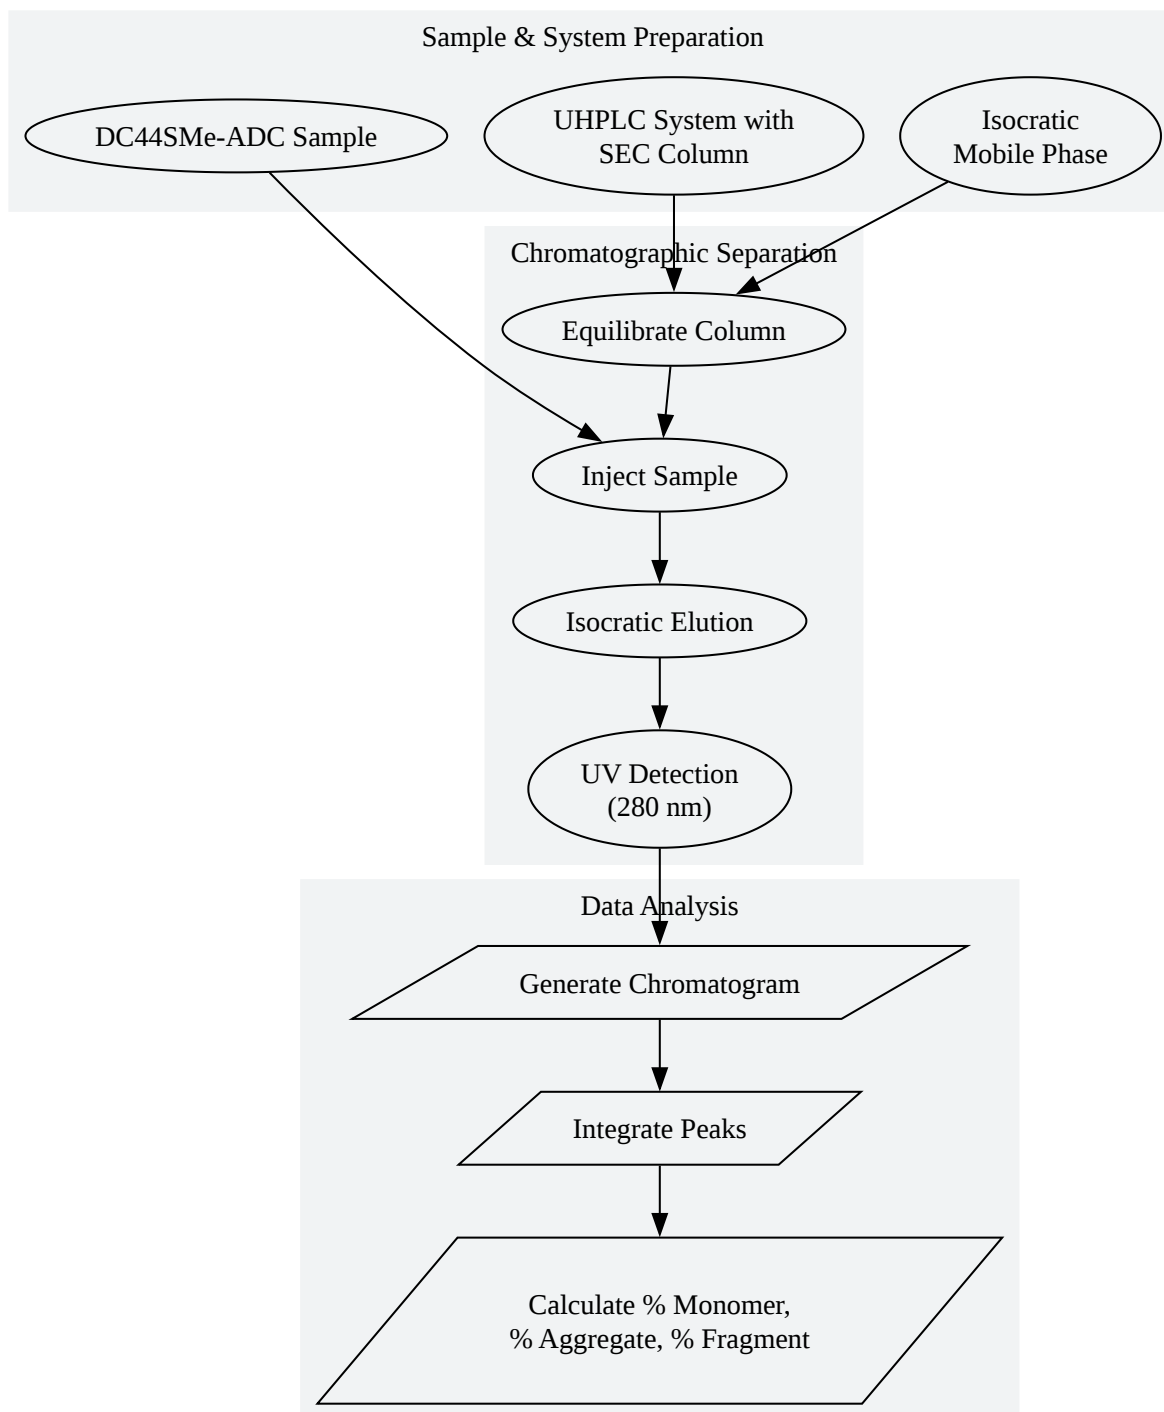 Sample & System Preparation
DC44SMe-ADC Sample
UHPLC System with
SEC Column
Isocratic
Mobile Phase
Chromatographic Separation
Equilibrate Column
Inject Sample
Isocratic Elution
UV Detection
(280 nm)
Data Analysis
Generate Chromatogram
Integrate Peaks
Calculate % Monomer,
% Aggregate, % Fragment